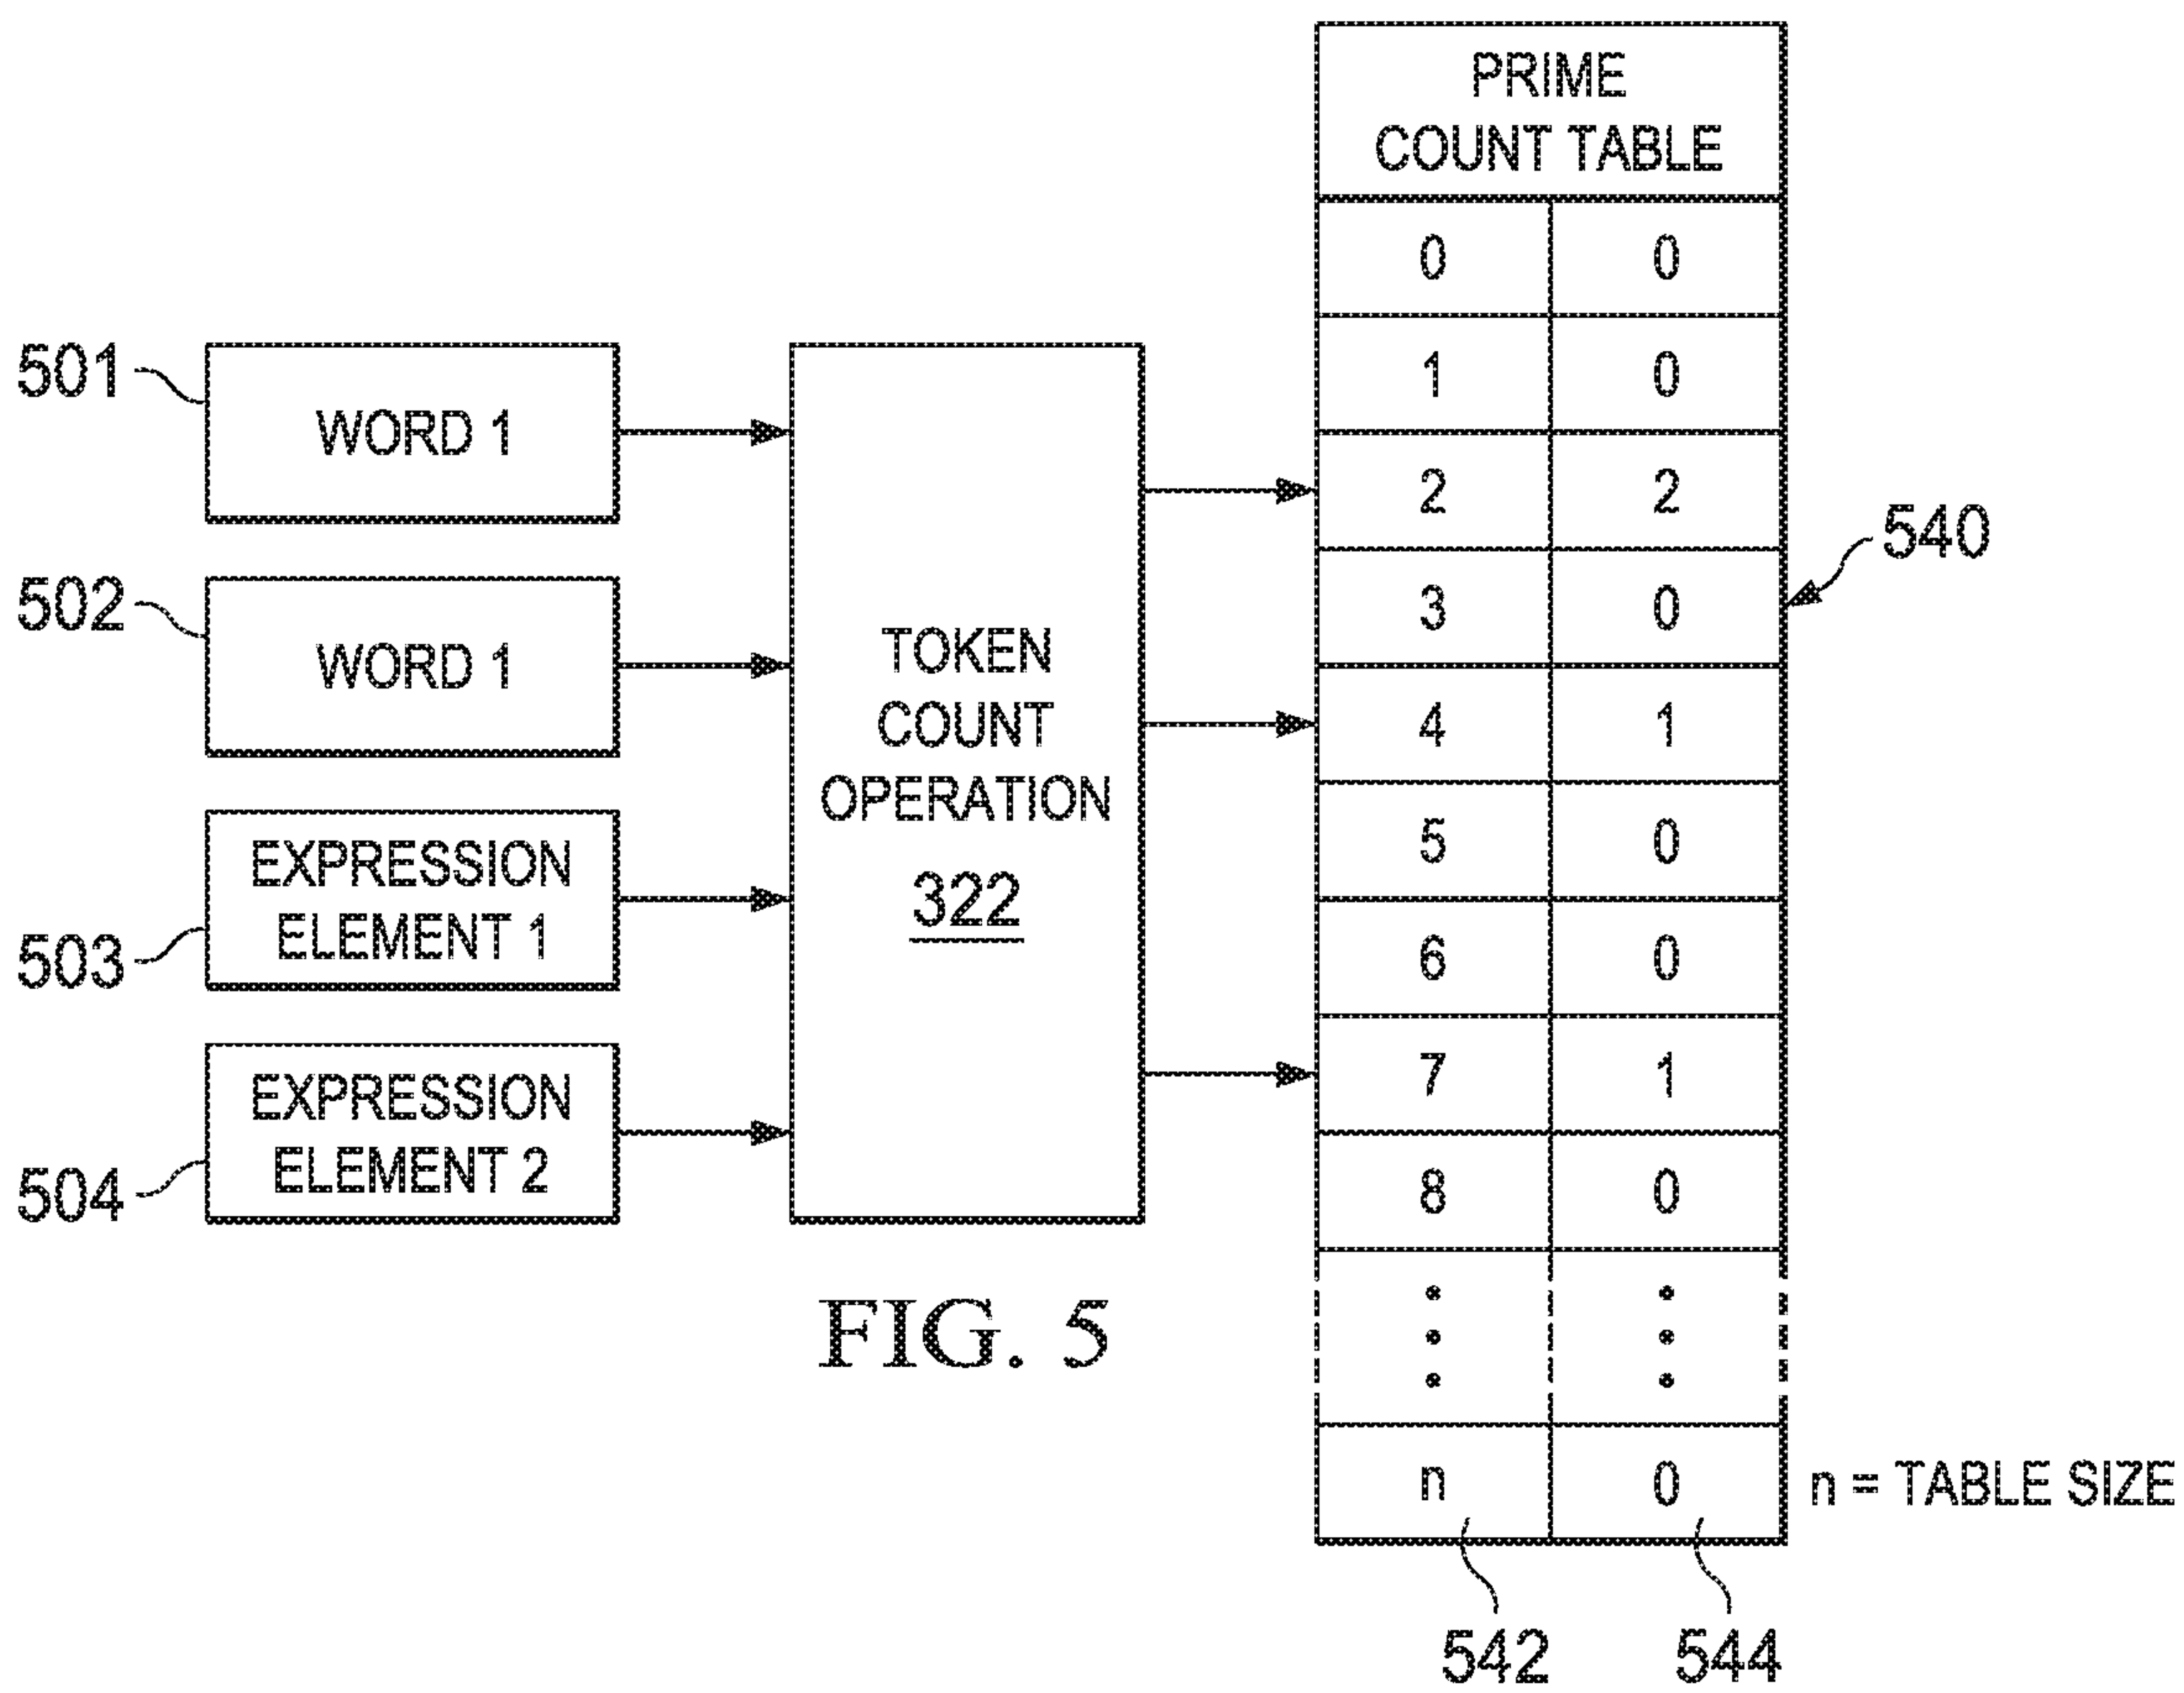 PRIME
COUNT TABLE
0 0
1 0
2 2
3 0
4 1
5 0
6 0
7 1
8 0
n 0
n = TABLE SIZE
540
542
544
501
WORD 1
502
WORD 1
503
EXPRESSION
ELEMENT 1
504
EXPRESSION
ELEMENT 2
TOKEN
COUNT
OPERATION
322
FIG. 5